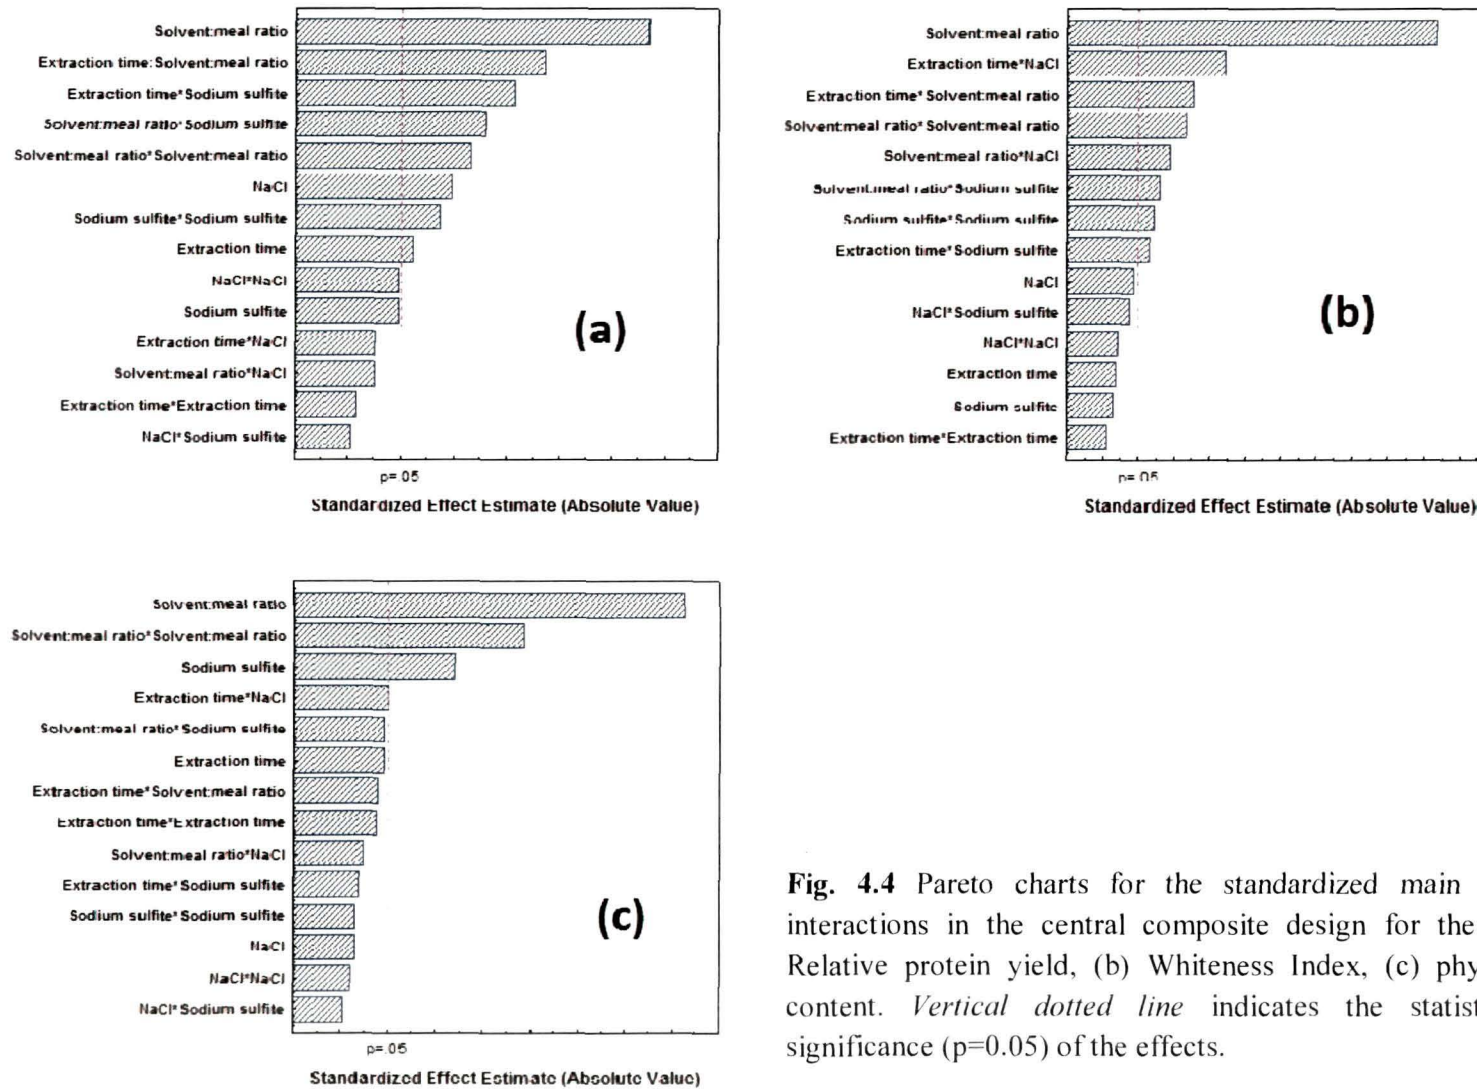 Solvent:meal ratio
Extraction time:Solvent:meal ratio
Extraction time*Sodium sulfite
Solvent:meal ratio*Sodium sulfite
Solvent:meal ratio*Solvent:meal ratio
NaCl
Sodium sulfite*Sodium sulfite
Extraction time
NaCl*NaCl
Sodium sulfite
Extraction time*NaCl
Solvent:meal ratio*NaCl
Extraction time*Extraction time
NaCl*Sodium sulfite
(a)
p=.05
Standardized Effect Estimate (Absolute Value)
Solvent:meal ratio
Extraction time*NaCl
Extraction time*Solvent:meal ratio
Solvent:meal ratio*Solvent:meal ratio
Solvent:meal ratio*NaCl
Solvent:meal ratio*Sodium sulfite
Sodium sulfite*Sodium sulfite
Extraction time*Sodium sulfite
NaCl
NaCl*Sodium sulfite
NaCl*NaCl
Extraction time
Sodium sulfite
Extraction time*Extraction time
(b)
p=.05
Standardized Effect Estimate (Absolute Value)
Solvent:meal ratio
Solvent:meal ratio*Solvent:meal ratio
Sodium sulfite
Extraction time*NaCl
Solvent:meal ratio*Sodium sulfite
Extraction time
Extraction time*Solvent:meal ratio
Extraction time*Extraction time
Solvent:meal ratio*NaCl
Extraction time*Sodium sulfite
Sodium sulfite*Sodium sulfite
NaCl
NaCl*NaCl
NaCl*Sodium sulfite
(c)
p=.05
Standardized Effect Estimate (Absolute Value)
Fig. 4.4 Pareto charts for the standardized main
interactions in the central composite design for the
Relative protein yield, (b) Whiteness Index, (c) phy
content. Vertical dotted line indicates the statist
significance (p=0.05) of the effects.